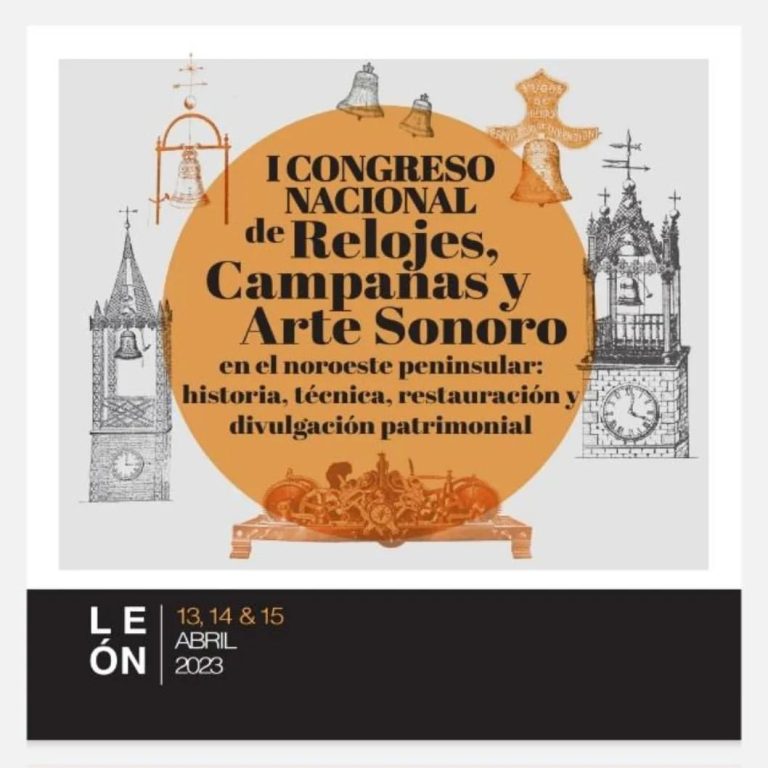 I CONGRESO
NACIONAL
de Relojes,
Campanas y
Arte Sonoro
en el noroeste peninsular:
historia, técnica, restauración y
divulgación patrimonial
LE
ÓN
13, 14 & 15
ABRIL
2023